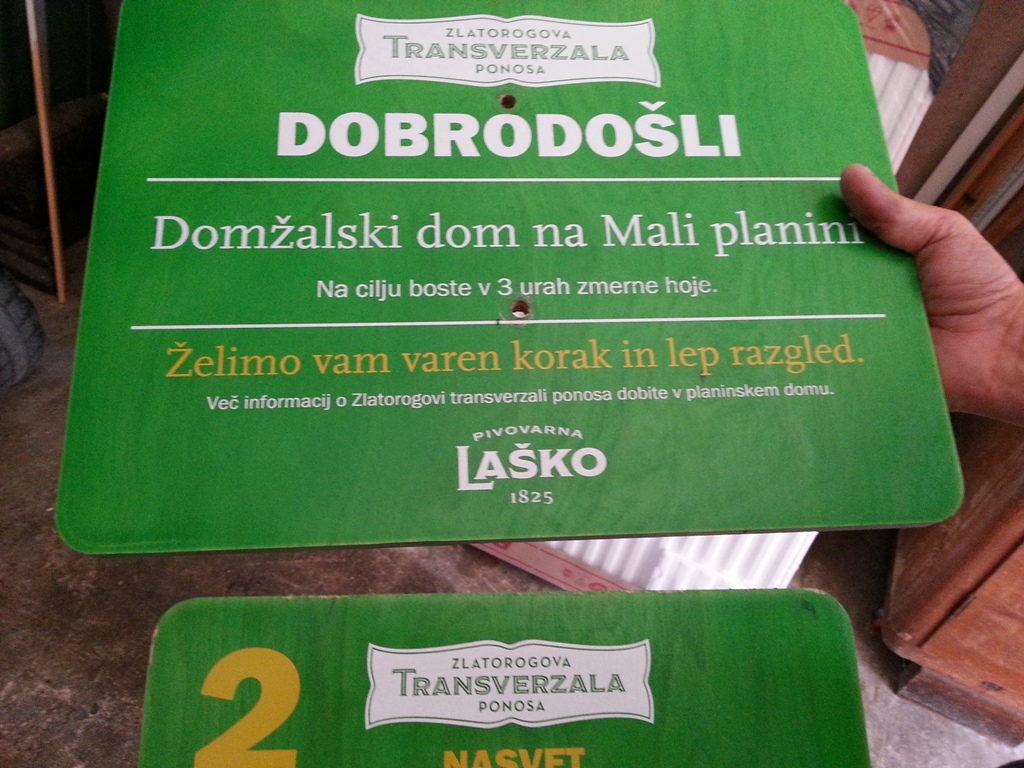 ZLATOROGOVA
TRANSVERZALA
PONOSA
DOBRODOŠLI
Domžalski dom na Mali planini
Na cilju boste v 3 urah zmerne hoje.
Želimo vam varen korak in lep razgled.
Več informacij o Zlatorogovi transverzali ponosa dobite v planinskem domu.
PIVOVARNA
LAŠKO
1825
2
ZLATOROGOVA
TRANSVERZALA
PONOSA
NASVET